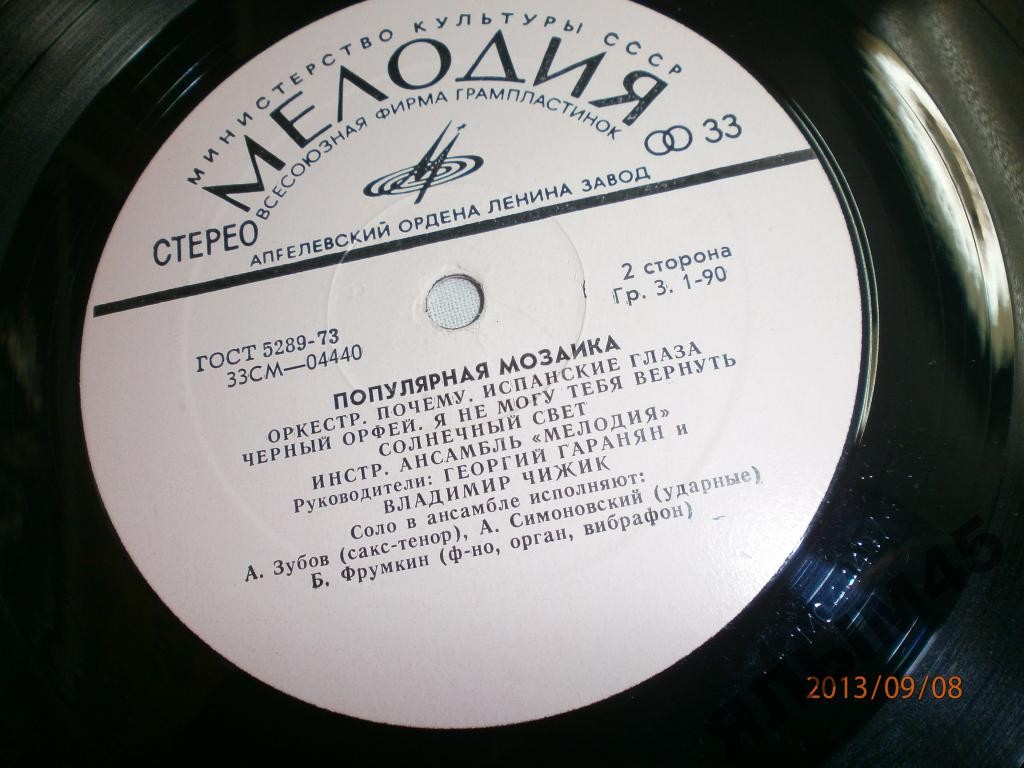 МИНИСТЕРСТВО КУЛЬТУРЫ СССР
МЕЛОДИЯ
ВСЕСОЮЗНАЯ ФИРМА ГРАМПЛАСТИНОК
33
СТЕРЕО
АПРЕЛЕВСКИЙ ОРДЕНА ЛЕНИНА ЗАВОД
2 сторона
Гр. 3. 1-90
ГОСТ 5289-73
33СМ—04440
ПОПУЛЯРНАЯ МОЗАИКА
ОРКЕСТР. ПОЧЕМУ. ИСПАНСКИЕ ГЛАЗА
ЧЕРНЫЙ ОРФЕЙ. Я НЕ МОГУ ТЕБЯ ВЕРНУТЬ
СОЛНЕЧНЫЙ СВЕТ
ИНСТР. АНСАМБЛЬ «МЕЛОДИЯ»
Руководители: ГЕОРГИЙ ГАРАНЯН и
ВЛАДИМИР ЧИЖИК
Соло в ансамбле исполняют:
А. Зубов (сакс-тенор), А. Симоновский (ударные)
Б. Фрумкин (ф-но, орган, вибрафон)
2013/09/08